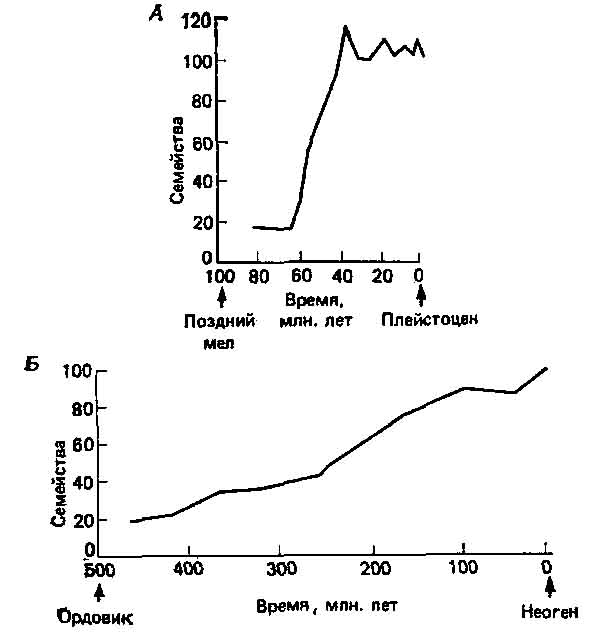 А
120
100
80
60
40
20
0
Семейства
100 80 60 40 20 0
Время,
млн. лет
Поздний
мел
Плейстоцен
Б
100
80
60
40
20
0
Семейства
500 400 300 200 100 0
Ордовик
Время, млн. лет
Неоген